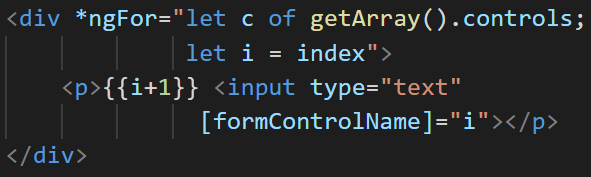 <div *ngFor="let c of getArray().controls;
let i = index">
<p>{{i+1}} <input type="text"
[formControlName]="i"></p>
</div>